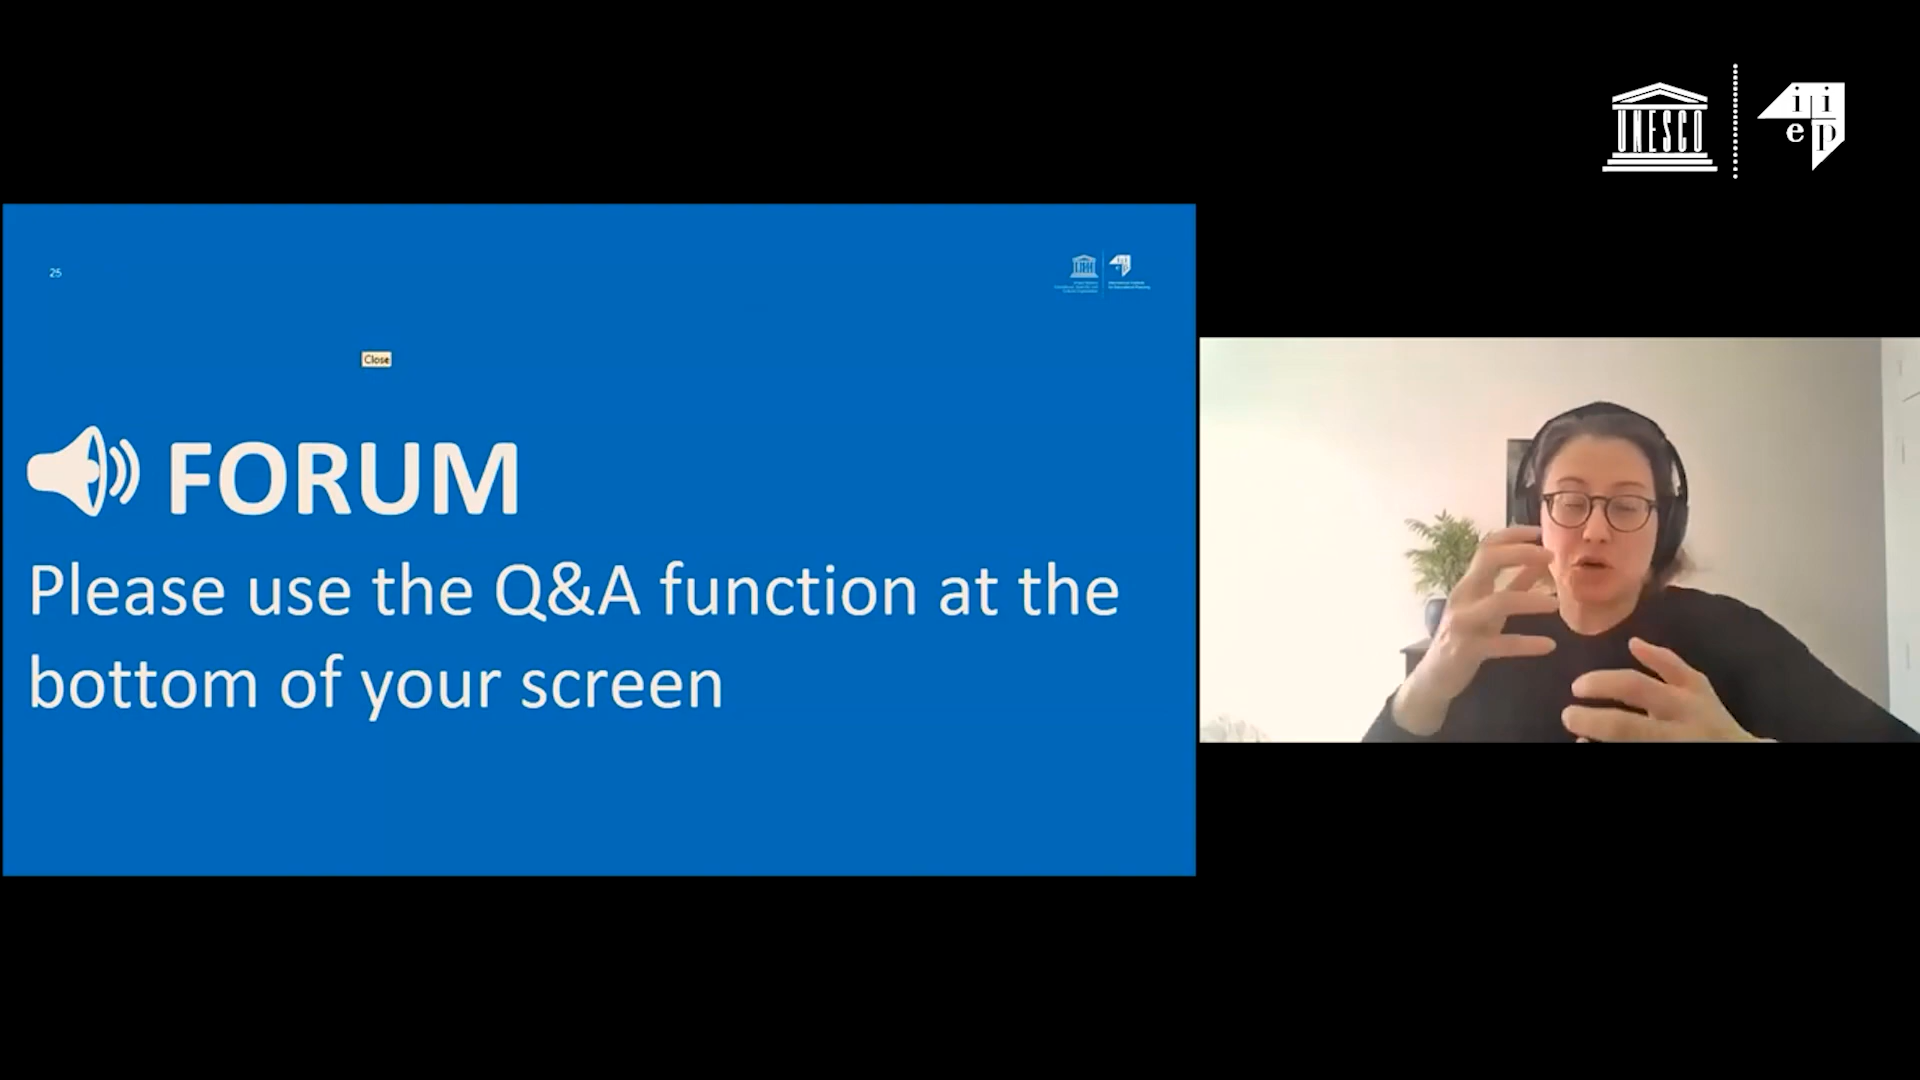 UNESCO
iiep
25
Close
FORUM
Please use the Q&A function at the
bottom of your screen